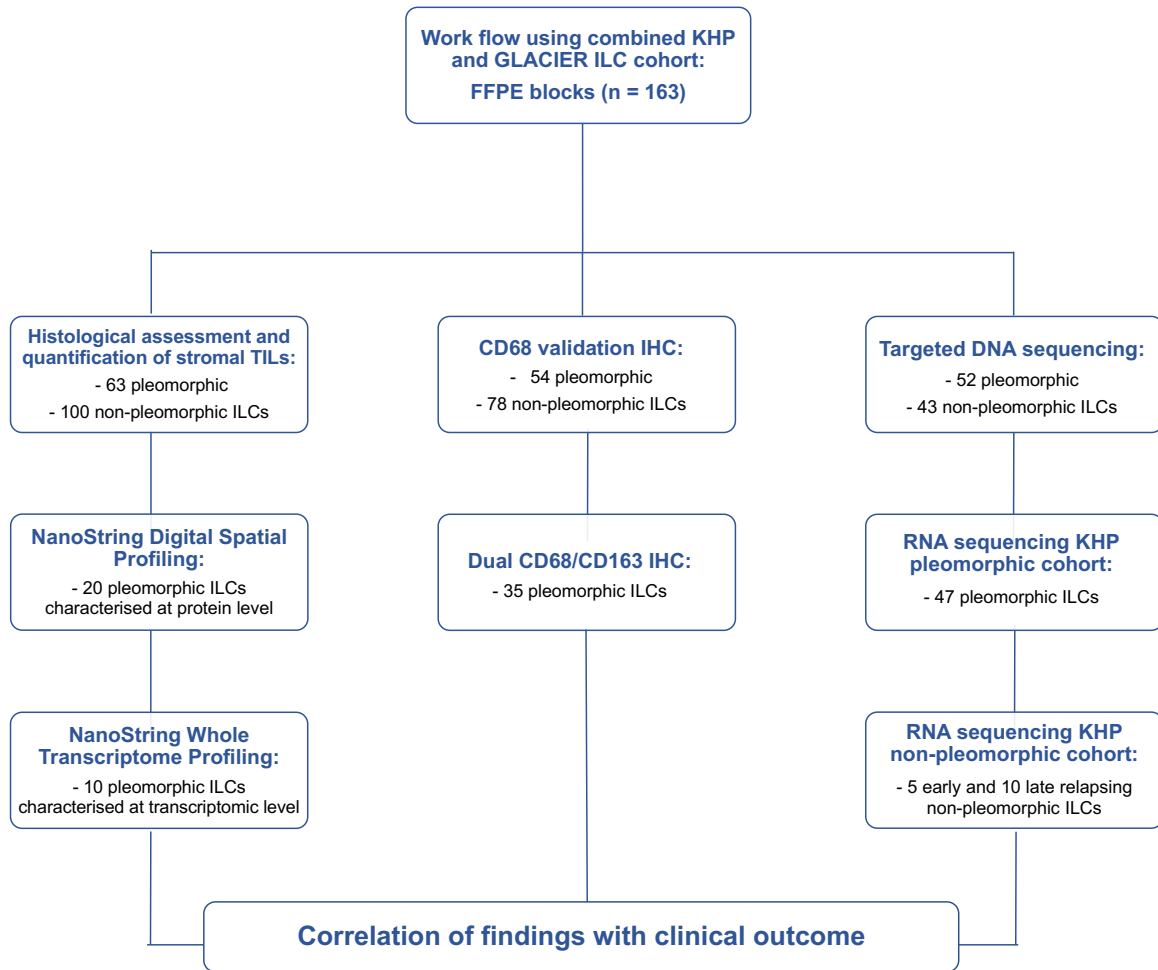 Work flow using combined KHP
and GLACIER ILC cohort:
FFPE blocks (n = 163)
Histological assessment and
quantification of stromal TILs:
- 63 pleomorphic
- 100 non-pleomorphic ILCs
CD68 validation IHC:
- 54 pleomorphic
- 78 non-pleomorphic ILCs
Targeted DNA sequencing:
- 52 pleomorphic
- 43 non-pleomorphic ILCs
NanoString Digital Spatial
Profiling:
- 20 pleomorphic ILCs
characterised at protein level
Dual CD68/CD163 IHC:
- 35 pleomorphic ILCs
RNA sequencing KHP
pleomorphic cohort:
- 47 pleomorphic ILCs
NanoString Whole
Transcriptome Profiling:
- 10 pleomorphic ILCs
characterised at transcriptomic level
RNA sequencing KHP
non-pleomorphic cohort:
- 5 early and 10 late relapsing
non-pleomorphic ILCs
Correlation of findings with clinical outcome